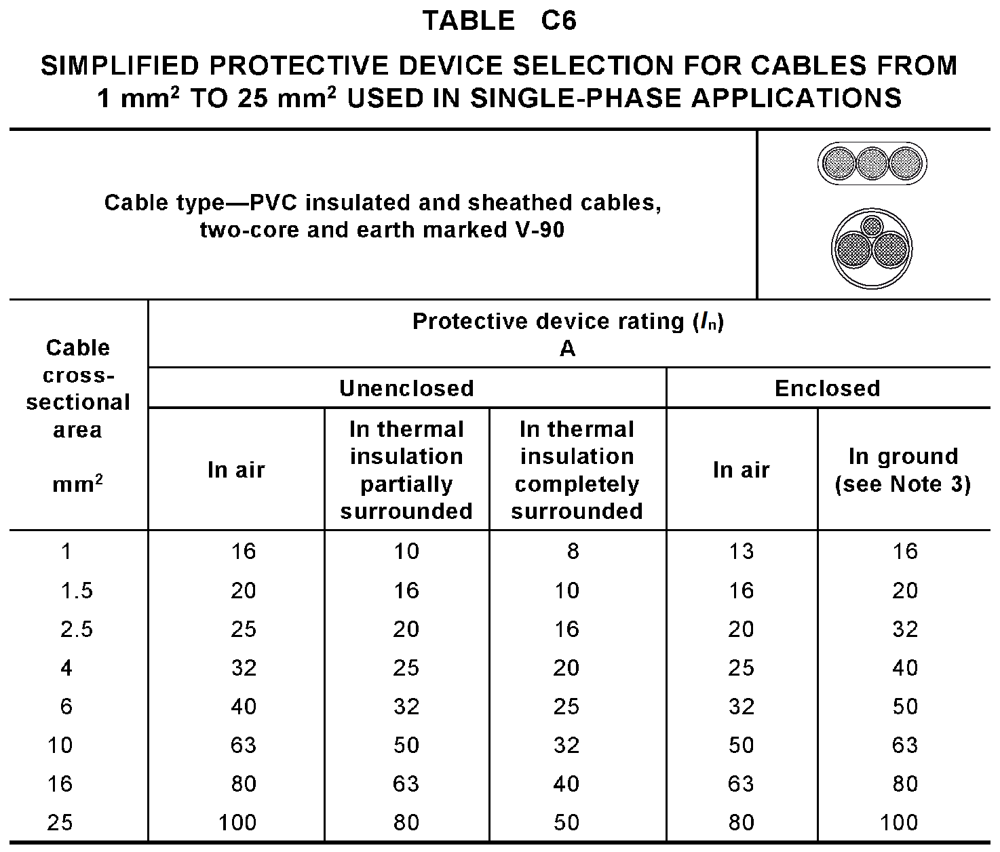 TABLE C6
SIMPLIFIED PROTECTIVE DEVICE SELECTION FOR CABLES FROM
1 mm² TO 25 mm² USED IN SINGLE-PHASE APPLICATIONS
Cable type—PVC insulated and sheathed cables,
two-core and earth marked V-90
Cable
cross-
sectional
area
mm²
Protective device rating (Iₙ)
A
Unenclosed
Enclosed
In air
In thermal
insulation
partially
surrounded
In thermal
insulation
completely
surrounded
In air
In ground
(see Note 3)
1 16 10 8 13 16
1.5 20 16 10 16 20
2.5 25 20 16 20 32
4 32 25 20 25 40
6 40 32 25 32 50
10 63 50 32 50 63
16 80 63 40 63 80
25 100 80 50 80 100